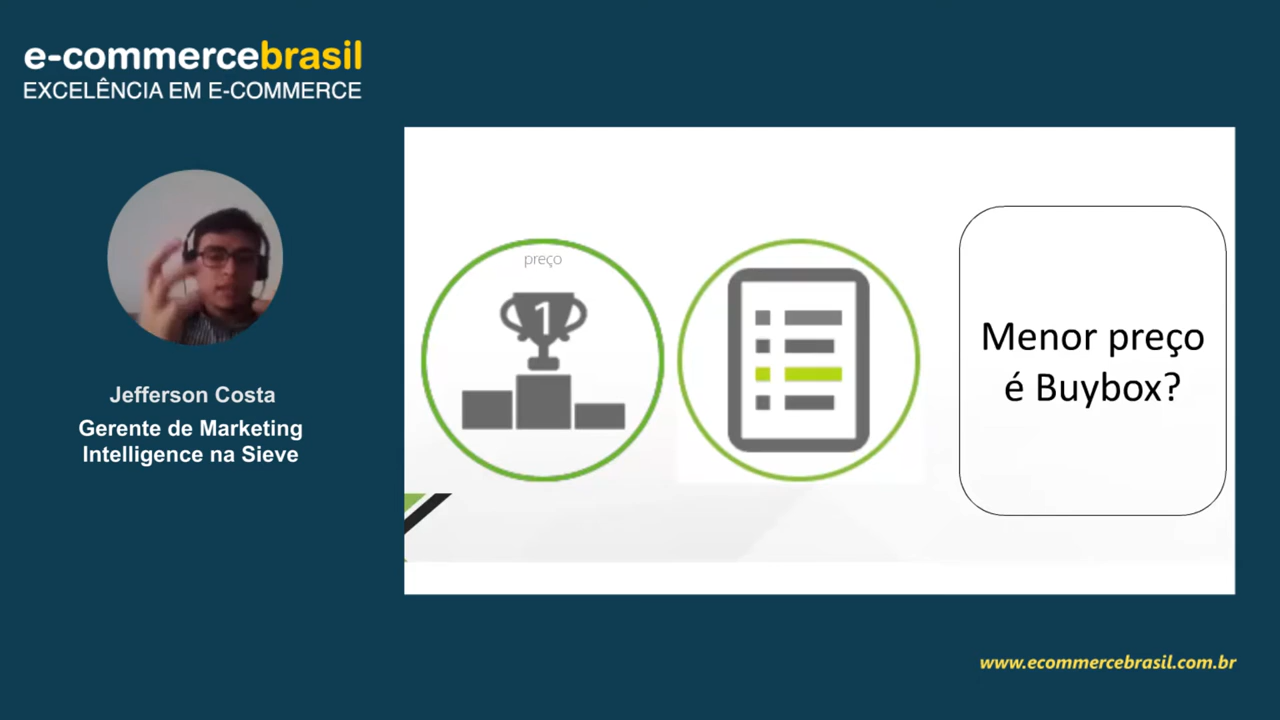 e-commercebrasil
EXCELÊNCIA EM E-COMMERCE
Jefferson Costa
Gerente de Marketing
Intelligence na Sieve
preço
1
Menor preço
é Buybox?
www.ecommercebrasil.com.br